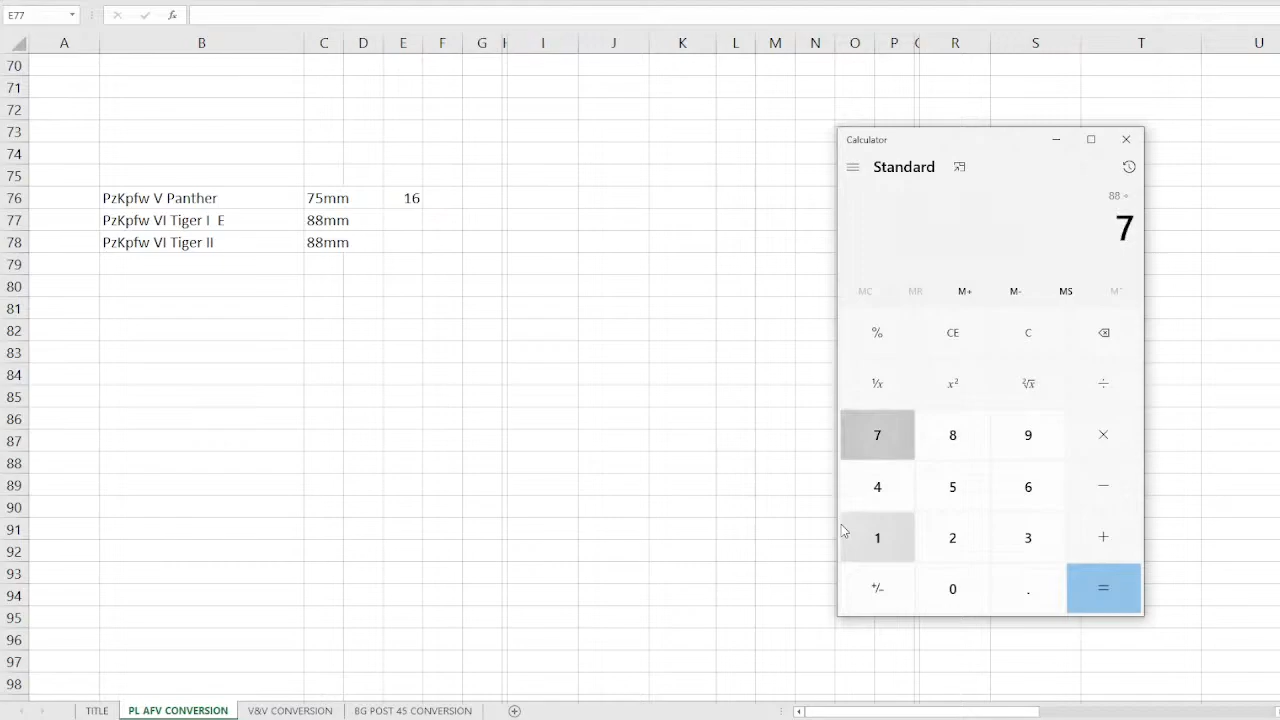 E77
fx
A B C D E F G H I J K L M N O P Q R S T U
70
71
72
73
74
75
76 PzKpfw V Panther 75mm 16
77 PzKpfw VI Tiger I E 88mm
78 PzKpfw VI Tiger II 88mm
79
80
81
82
83
84
85
86
87
88
89
90
91
92
93
94
95
96
97
98
Calculator
Standard
88 ÷
7
MC MR M+ M- MS M˅
% CE C
¹/x x² ²√x ÷
7 8 9 ×
4 5 6 −
1 2 3 +
+/− 0 . =
TITLE PL AFV CONVERSION V&V CONVERSION BG POST 45 CONVERSION